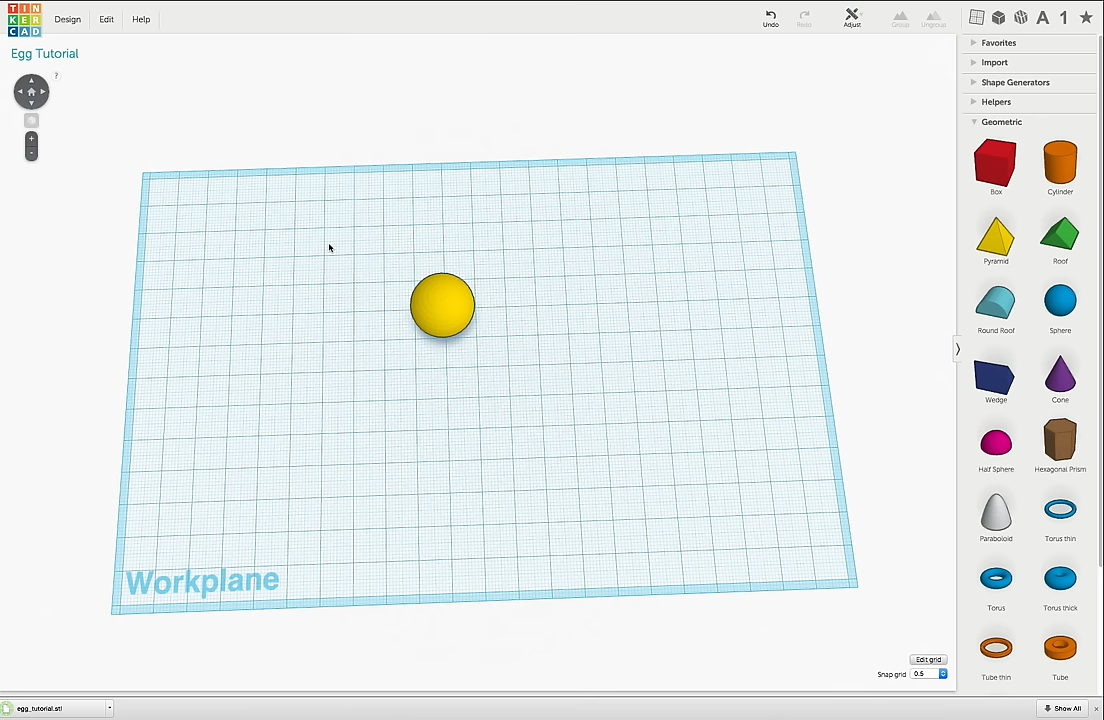 TIN
KER
CAD
Design
Edit
Help
Undo
Redo
Adjust
Group
Ungroup
A
1
Egg Tutorial
?
+
-
Favorites
Import
Shape Generators
Helpers
Geometric
Box
Cylinder
Pyramid
Roof
Round Roof
Sphere
Wedge
Cone
Half Sphere
Hexagonal Prism
Paraboloid
Torus thin
Torus
Torus thick
Tube thin
Tube
Workplane
Edit grid
Snap grid 0.5
egg_tutorial.stl
Show All